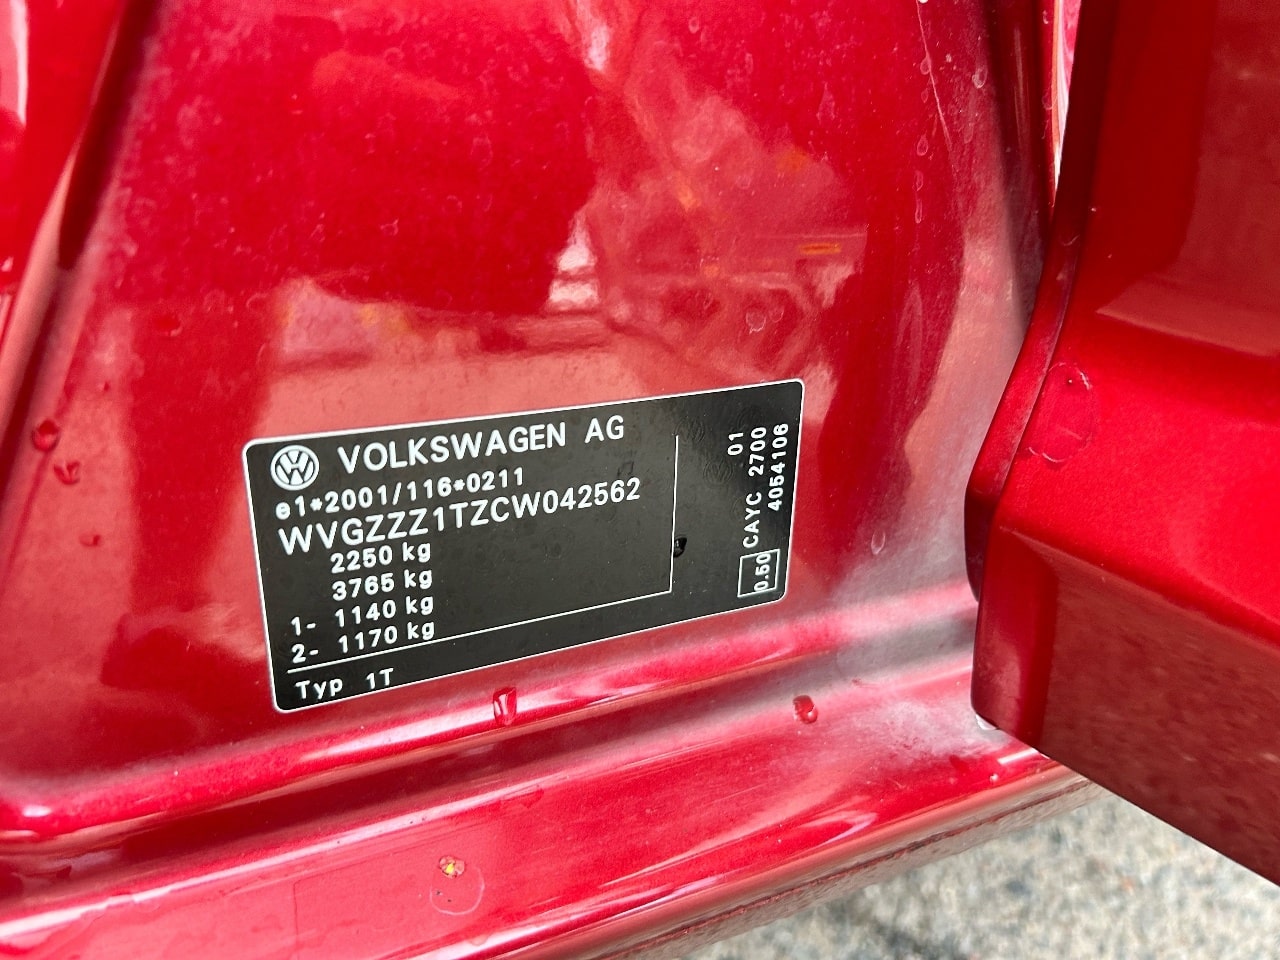 VOLKSWAGEN AG
e1*2001/116*0211
WVGZZZ1TZCW042562
2250 kg
3765 kg
1- 1140 kg
2- 1170 kg
Typ 1T
01
CAYC 2700
4054106
0.50